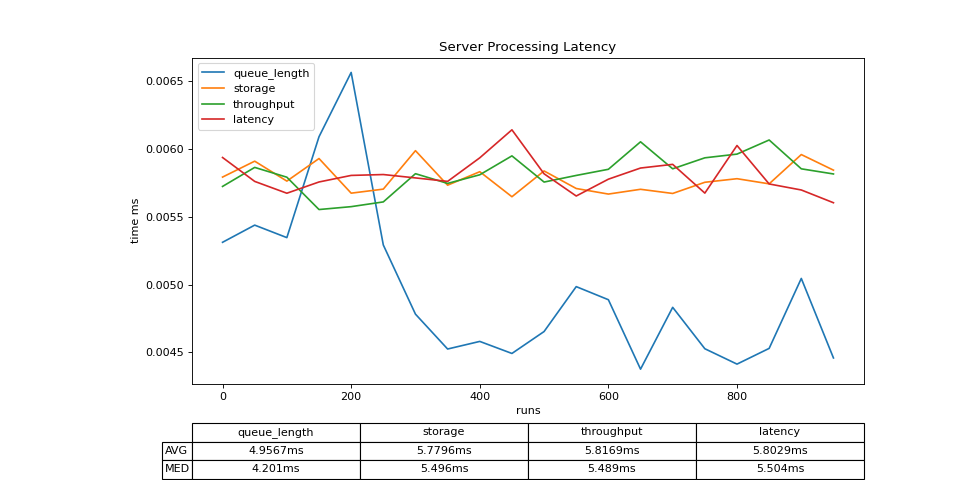 Server Processing Latency
queue_length
storage
throughput
latency
0.0065
0.0060
0.0055
0.0050
0.0045
time ms
0 200 400 600 800
runs
queue_length storage throughput latency
AVG 4.9567ms 5.7796ms 5.8169ms 5.8029ms
MED 4.201ms 5.496ms 5.489ms 5.504ms